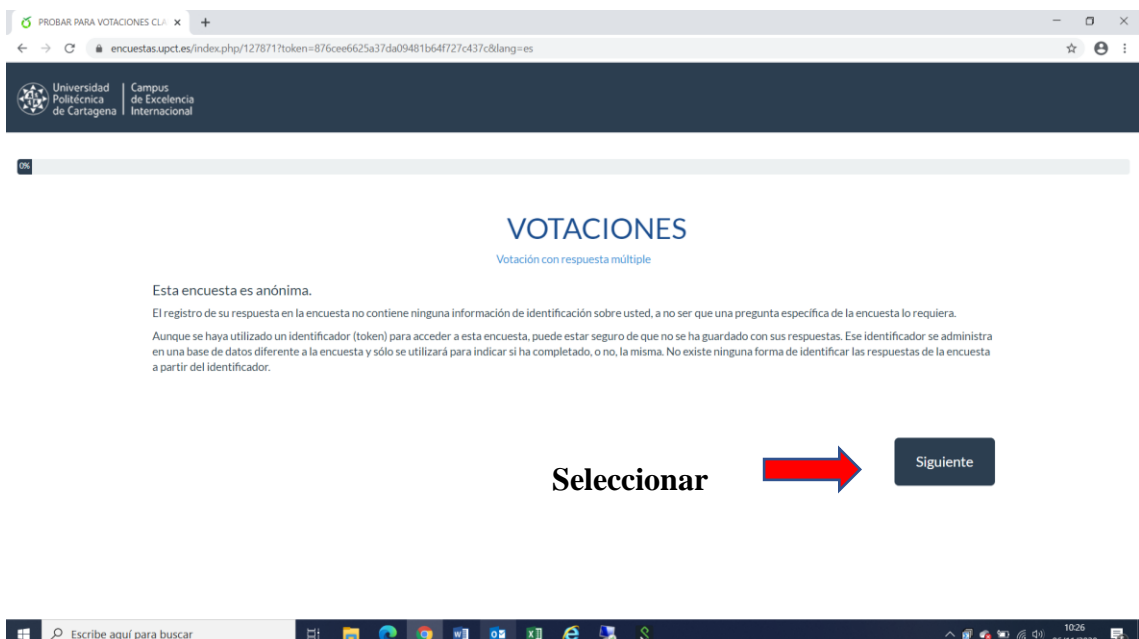 PROBAR PARA VOTACIONES CLA
encuestas.upct.es/index.php/127871?token=876cee6625a37da09481b64f727c437c&lang=es
Universidad Politécnica de Cartagena
Campus de Excelencia Internacional
0%
VOTACIONES
Votación con respuesta múltiple
Esta encuesta es anónima.
El registro de su respuesta en la encuesta no contiene ninguna información de identificación sobre usted, a no ser que una pregunta específica de la encuesta lo requiera.
Aunque se haya utilizado un identificador (token) para acceder a esta encuesta, puede estar seguro de que no se ha guardado con sus respuestas. Ese identificador se administra
en una base de datos diferente a la encuesta y sólo se utilizará para indicar si ha completado, o no, la misma. No existe ninguna forma de identificar las respuestas de la encuesta
a partir del identificador.
Siguiente
Seleccionar
Escribe aquí para buscar
10:26